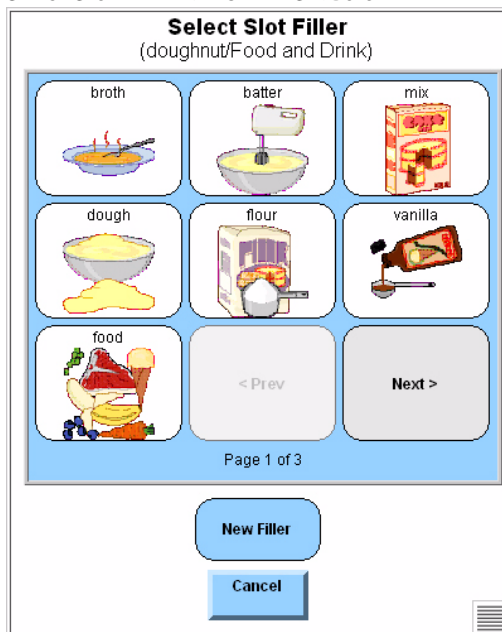 Select Slot Filler
(doughnut/Food and Drink)
broth
batter
mix
dough
flour
vanilla
food
< Prev
Next >
Page 1 of 3
New Filler
Cancel